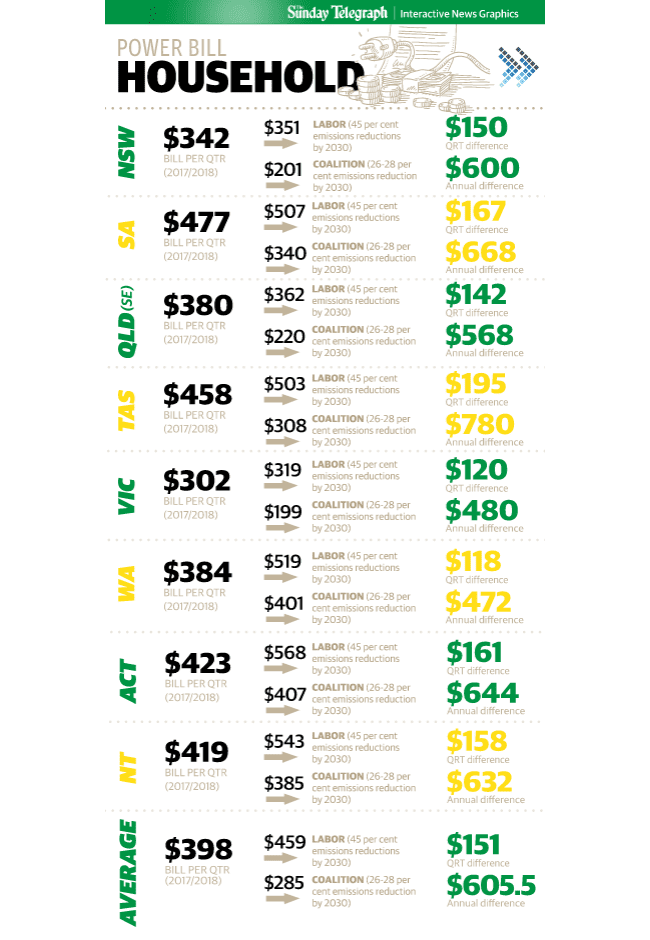 The Sunday Telegraph | Interactive News Graphics
POWER BILL
HOUSEHOLD
NSW
$342
BILL PER QTR
(2017/2018)
$351
LABOR (45 per cent
emissions reductions
by 2030)
$201
COALITION (26-28 per
cent emissions reduction
by 2030)
$150
QRT difference
$600
Annual difference
SA
$477
BILL PER QTR
(2017/2018)
$507
LABOR (45 per cent
emissions reductions
by 2030)
$340
COALITION (26-28 per
cent emissions reduction
by 2030)
$167
QRT difference
$668
Annual difference
QLD (SE)
$380
BILL PER QTR
(2017/2018)
$362
LABOR (45 per cent
emissions reductions
by 2030)
$220
COALITION (26-28 per
cent emissions reduction
by 2030)
$142
QRT difference
$568
Annual difference
TAS
$458
BILL PER QTR
(2017/2018)
$503
LABOR (45 per cent
emissions reductions
by 2030)
$308
COALITION (26-28 per
cent emissions reduction
by 2030)
$195
QRT difference
$780
Annual difference
VIC
$302
BILL PER QTR
(2017/2018)
$319
LABOR (45 per cent
emissions reductions
by 2030)
$199
COALITION (26-28 per
cent emissions reduction
by 2030)
$120
QRT difference
$480
Annual difference
WA
$384
BILL PER QTR
(2017/2018)
$519
LABOR (45 per cent
emissions reductions
by 2030)
$401
COALITION (26-28 per
cent emissions reduction
by 2030)
$118
QRT difference
$472
Annual difference
ACT
$423
BILL PER QTR
(2017/2018)
$568
LABOR (45 per cent
emissions reductions
by 2030)
$407
COALITION (26-28 per
cent emissions reduction
by 2030)
$161
QRT difference
$644
Annual difference
NT
$419
BILL PER QTR
(2017/2018)
$543
LABOR (45 per cent
emissions reductions
by 2030)
$385
COALITION (26-28 per
cent emissions reduction
by 2030)
$158
QRT difference
$632
Annual difference
AVERAGE
$398
BILL PER QTR
(2017/2018)
$459
LABOR (45 per cent
emissions reductions
by 2030)
$285
COALITION (26-28 per
cent emissions reduction
by 2030)
$151
QRT difference
$605.5
Annual difference